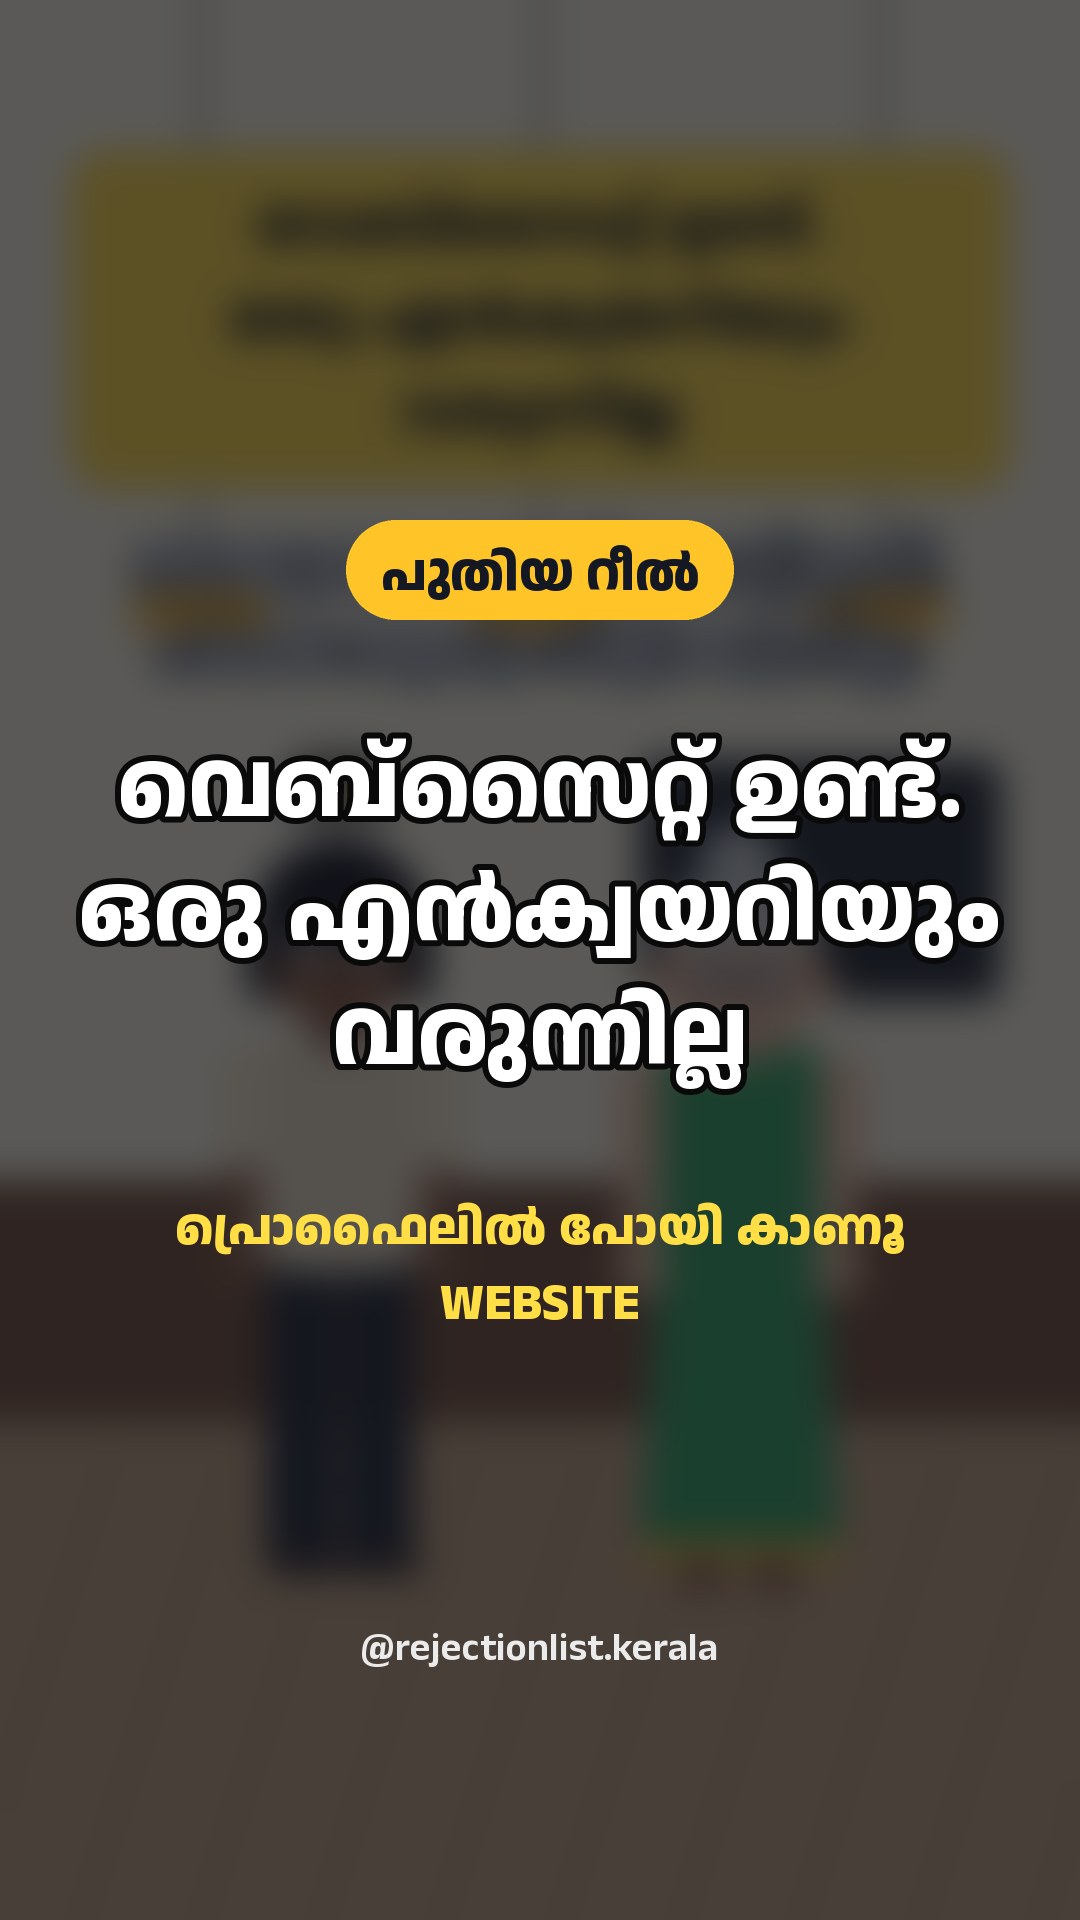 പുതിയ റീൽ
വെബ്സൈറ്റ് ഉണ്ട്.
ഒരു എൻക്വയറിയും
വരുന്നില്ല
പ്രൊഫൈലിൽ പോയി കാണൂ
WEBSITE
@rejectionlist.kerala